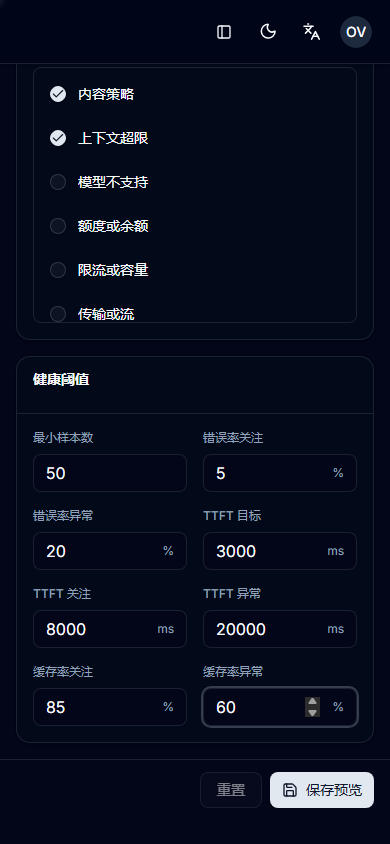 OV
内容策略
上下文超限
模型不支持
额度或余额
限流或容量
传输或流
健康阈值
最小样本数
错误率关注
50
5 %
错误率异常
TTFT 目标
20 %
3000 ms
TTFT 关注
TTFT 异常
8000 ms
20000 ms
缓存率关注
缓存率异常
85 %
60 %
重置
保存预览